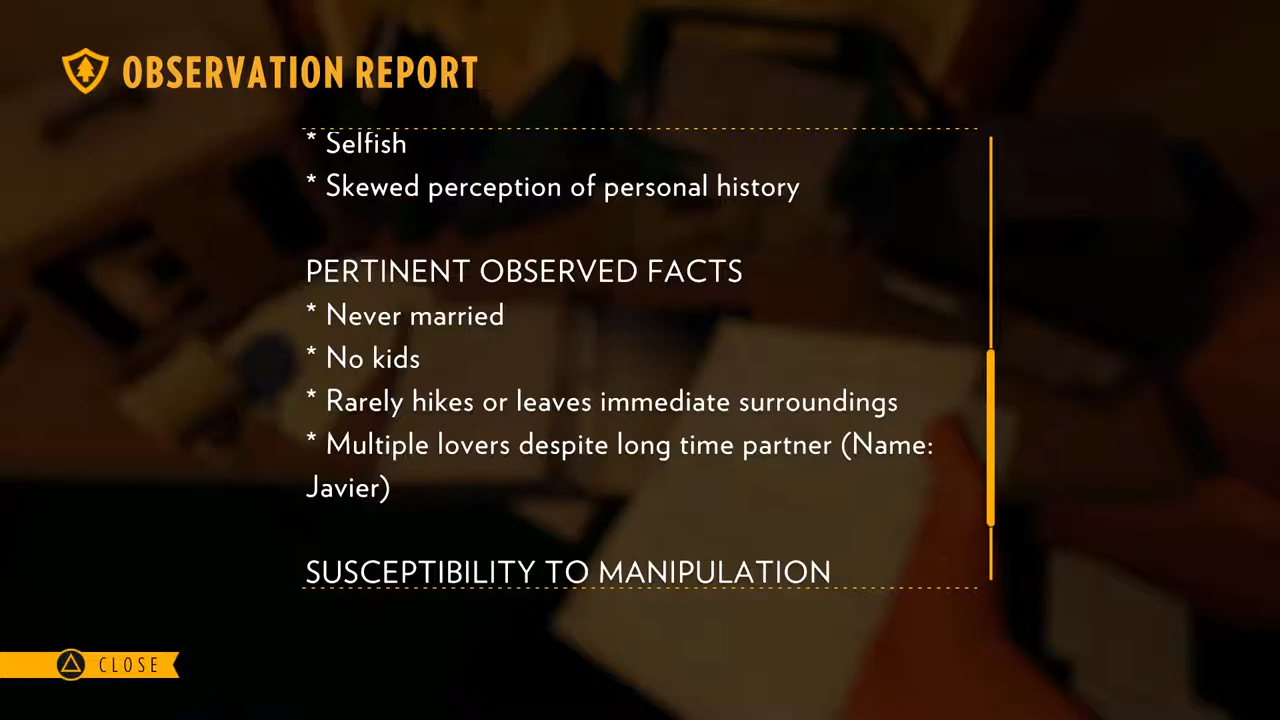 OBSERVATION REPORT
* Selfish
* Skewed perception of personal history
PERTINENT OBSERVED FACTS
* Never married
* No kids
* Rarely hikes or leaves immediate surroundings
* Multiple lovers despite long time partner (Name:
Javier)
SUSCEPTIBILITY TO MANIPULATION
CLOSE